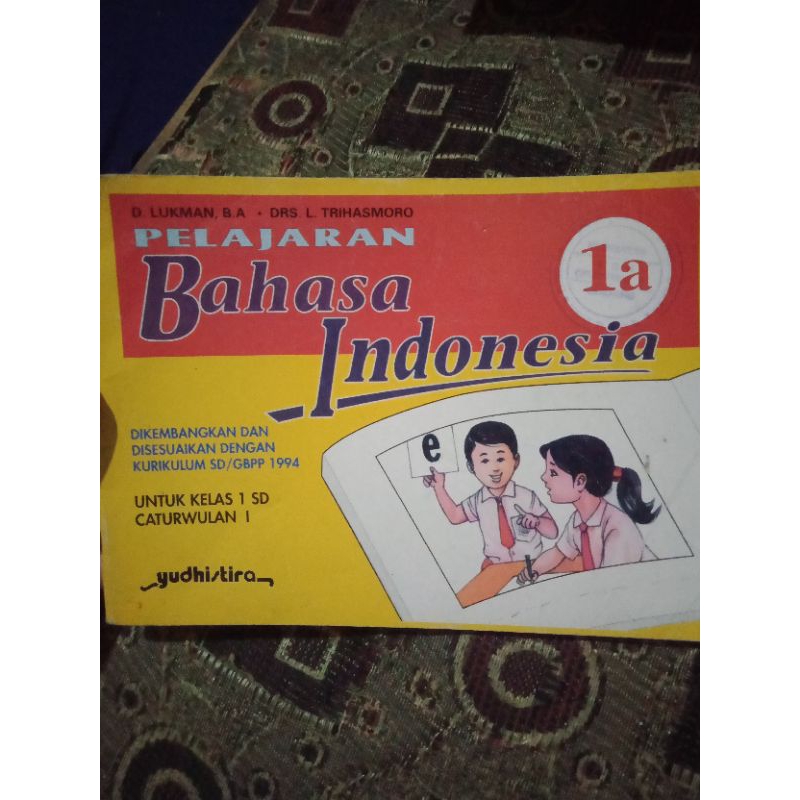 D. LUKMAN, B.A • DRS. L. TRIHASMORO
PELAJARAN
Bahasa
Indonesia
1a
DIKEMBANGKAN DAN
DISESUAIKAN DENGAN
KURIKULUM SD/GBPP 1994
UNTUK KELAS 1 SD
CATURWULAN I
yudhistira
e